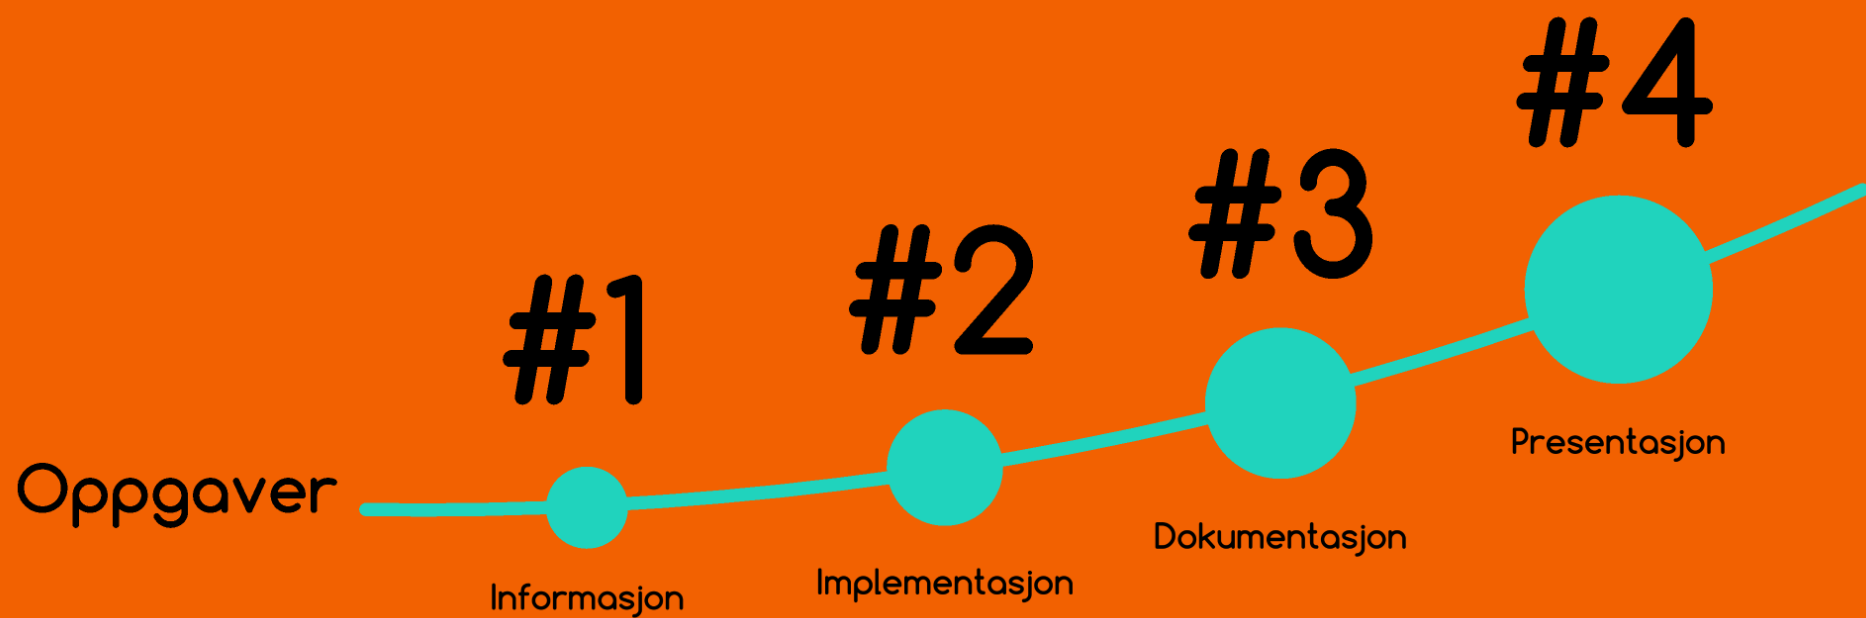 Oppgaver
#1
Informasjon
#2
Implementasjon
#3
Dokumentasjon
#4
Presentasjon